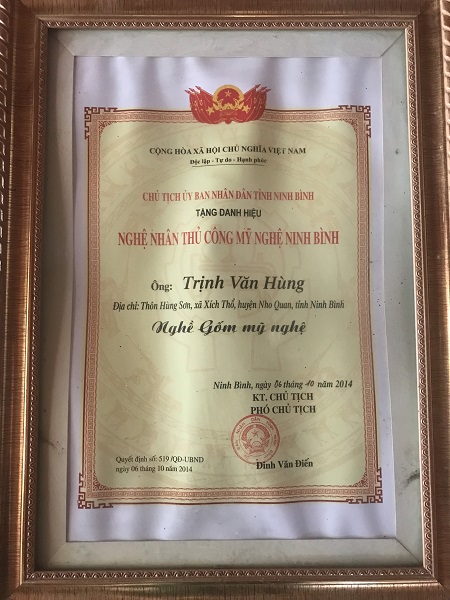 CỘNG HÒA XÃ HỘI CHỦ NGHĨA VIỆT NAM
Độc lập - Tự do - Hạnh phúc
CHỦ TỊCH ỦY BAN NHÂN DÂN TỈNH NINH BÌNH
TẶNG DANH HIỆU
NGHỆ NHÂN THỦ CÔNG MỸ NGHỆ NINH BÌNH
Ông: Trịnh Văn Hùng
Địa chỉ: Thôn Hùng Sơn, xã Xích Thổ, huyện Nho Quan, tỉnh Ninh Bình
Nghề Gốm mỹ nghệ
Ninh Bình, ngày 06 tháng 10 năm 2014
KT. CHỦ TỊCH
PHÓ CHỦ TỊCH
Quyết định số: 519 /QĐ-UBND
ngày 06 tháng 10 năm 2014
Đinh Văn Điến